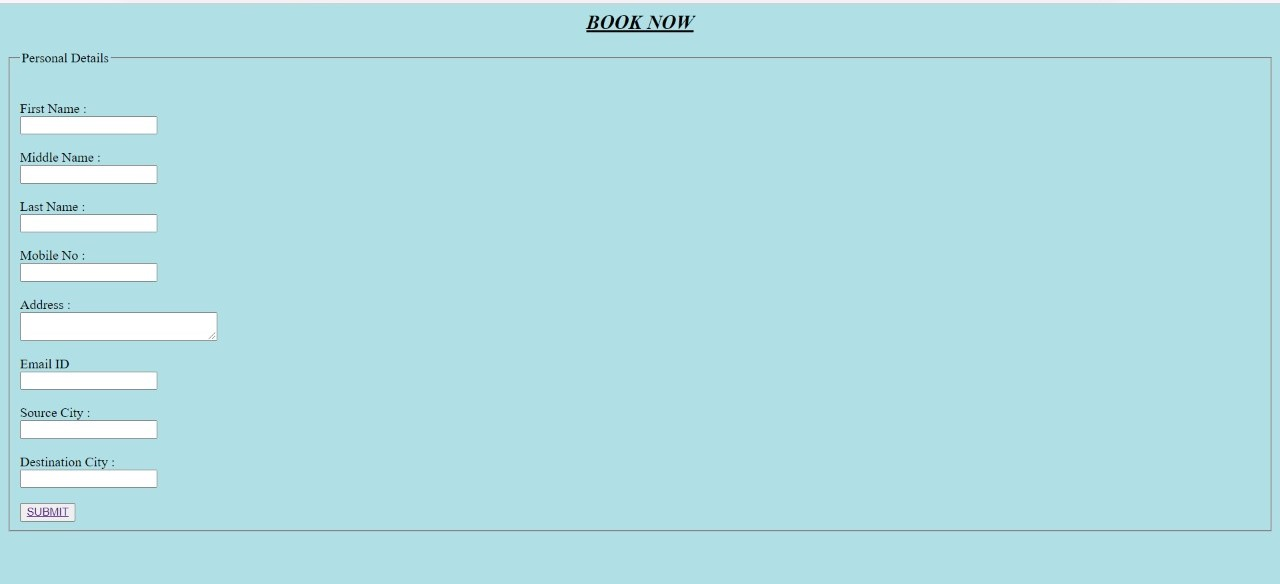 BOOK NOW
Personal Details
First Name :
Middle Name :
Last Name :
Mobile No :
Address :
Email ID
Source City :
Destination City :
SUBMIT